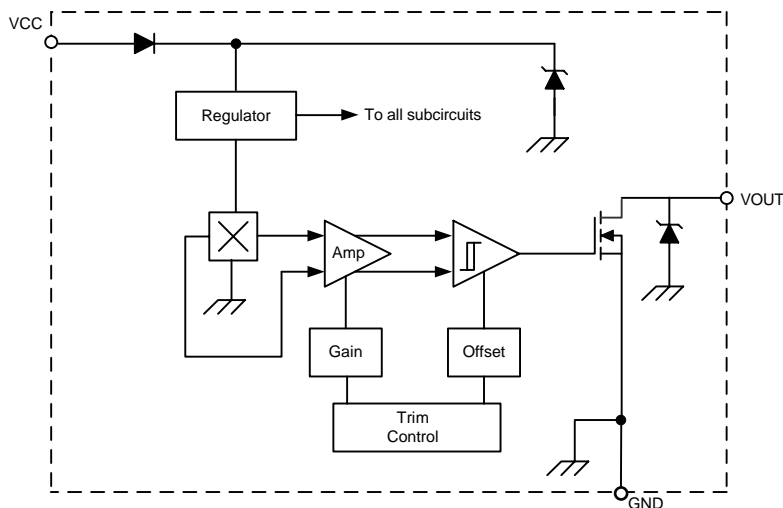 VCC
Regulator
To all subcircuits
VOUT
Amp
Gain
Offset
Trim
Control
GND